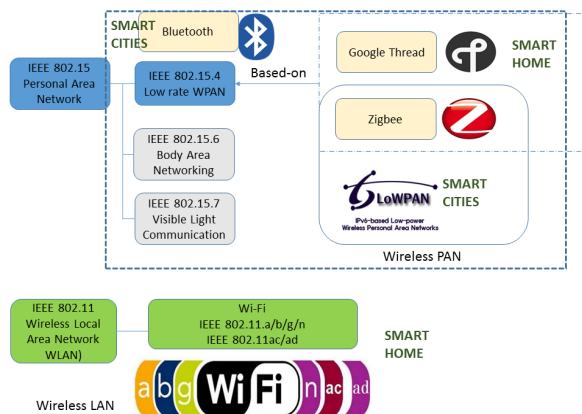 SMART
CITIES
Bluetooth
Google Thread
SMART
HOME
IEEE 802.15
Personal Area
Network
IEEE 802.15.4
Low rate WPAN
Based-on
Zigbee
IEEE 802.15.6
Body Area
Networking
6LoWPAN
IPv6-based Low-power
Wireless Personal Area Networks
SMART
CITIES
IEEE 802.15.7
Visible Light
Communication
Wireless PAN
IEEE 802.11
Wireless Local
Area Network
WLAN)
Wi-Fi
IEEE 802.11.a/b/g/n
IEEE 802.11ac/ad
SMART
HOME
Wireless LAN
a b g Wi Fi n ac ad